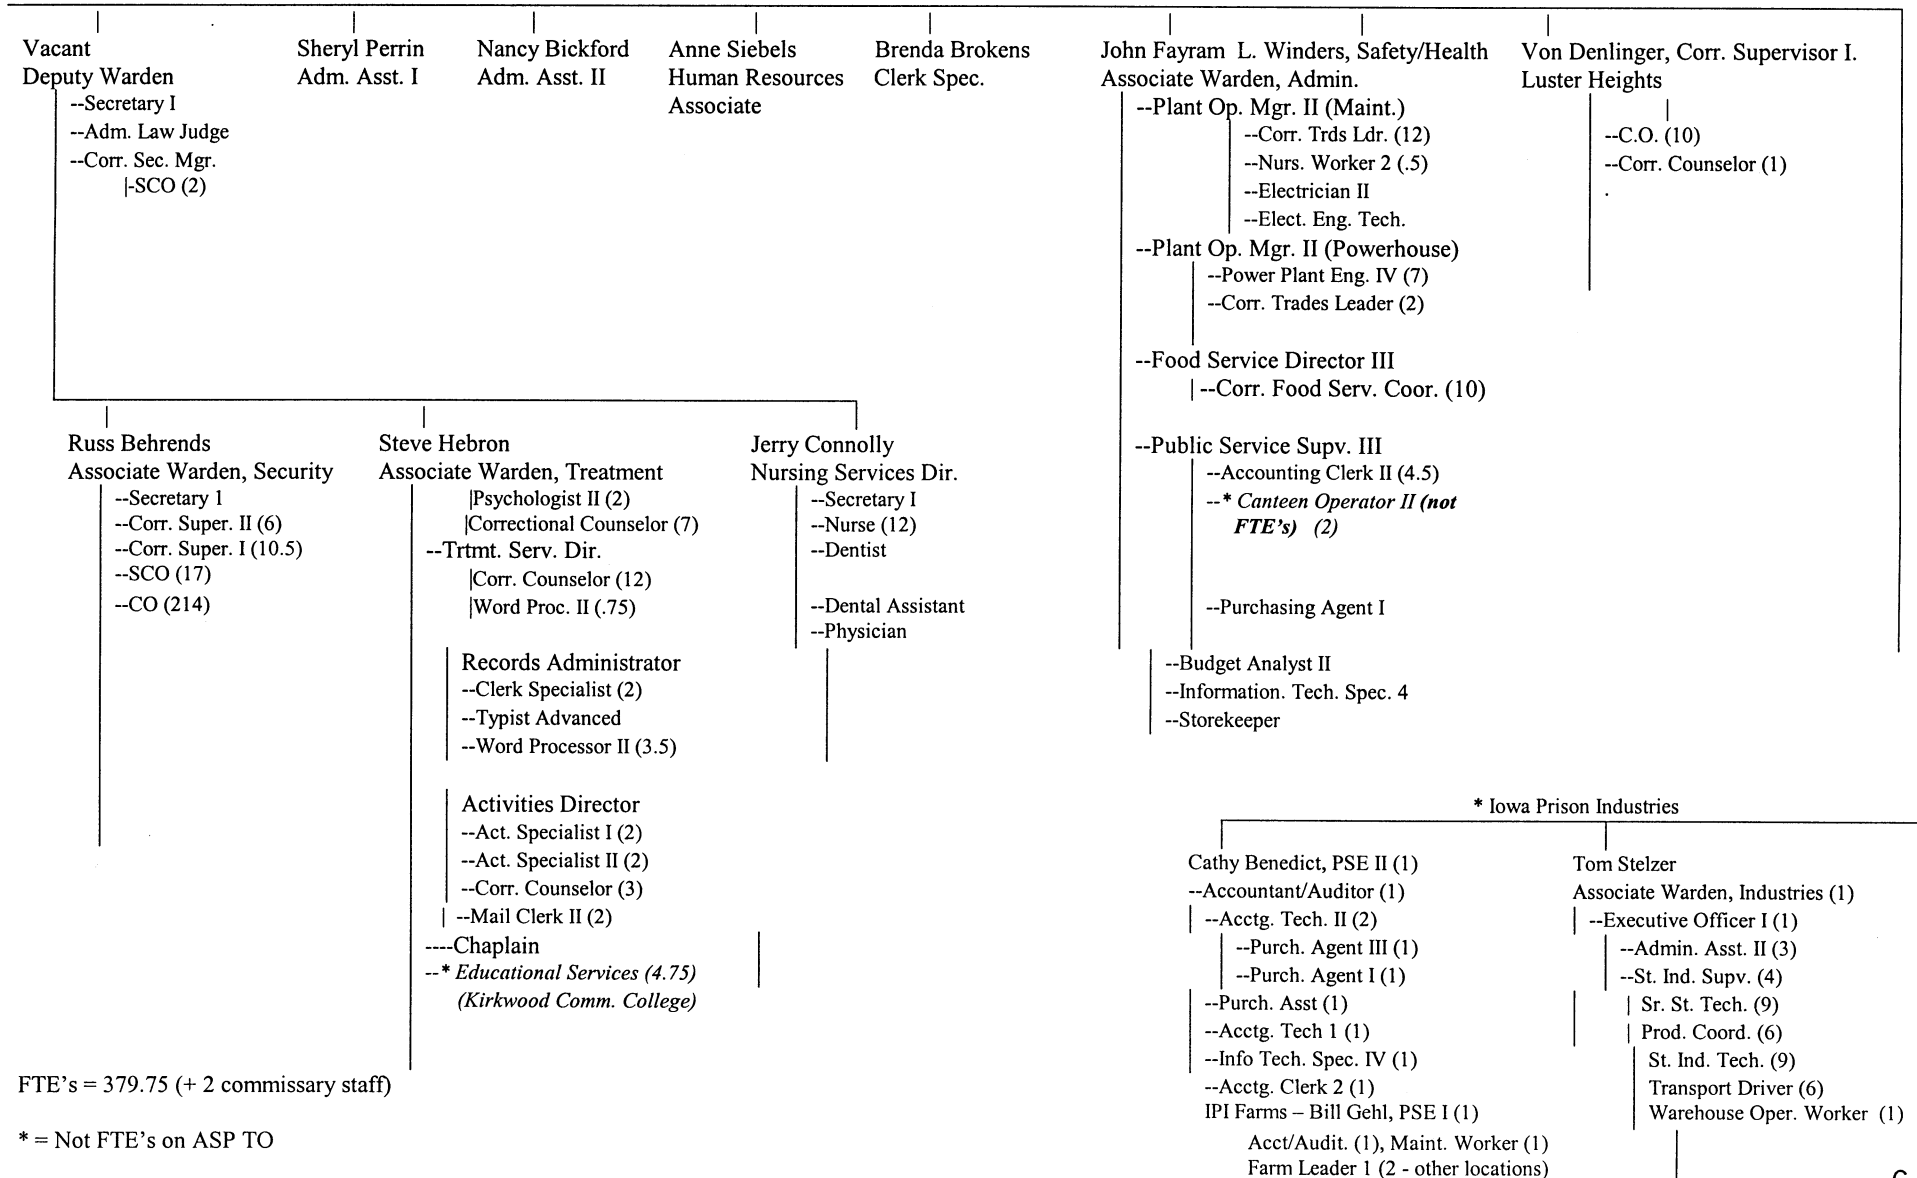 Vacant
Deputy Warden
--Secretary I
--Adm. Law Judge
--Corr. Sec. Mgr.
|-SCO (2)
Sheryl Perrin
Adm. Asst. I
Nancy Bickford
Adm. Asst. II
Anne Siebels
Human Resources
Associate
Brenda Brokens
Clerk Spec.
John Fayram L. Winders, Safety/Health
Associate Warden, Admin.
--Plant Op. Mgr. II (Maint.)
--Corr. Trds Ldr. (12)
--Nurs. Worker 2 (.5)
--Electrician II
--Elect. Eng. Tech.
--Plant Op. Mgr. II (Powerhouse)
--Power Plant Eng. IV (7)
--Corr. Trades Leader (2)
--Food Service Director III
--Corr. Food Serv. Coor. (10)
--Public Service Supv. III
--Accounting Clerk II (4.5)
--* Canteen Operator II (not
FTE's) (2)
--Purchasing Agent I
--Budget Analyst II
--Information. Tech. Spec. 4
--Storekeeper
Von Denlinger, Corr. Supervisor I.
Luster Heights
--C.O. (10)
--Corr. Counselor (1)
Russ Behrends
Associate Warden, Security
--Secretary 1
--Corr. Super. II (6)
--Corr. Super. I (10.5)
--SCO (17)
--CO (214)
Steve Hebron
Associate Warden, Treatment
|Psychologist II (2)
|Correctional Counselor (7)
--Trtmt. Serv. Dir.
|Corr. Counselor (12)
|Word Proc. II (.75)
Records Administrator
--Clerk Specialist (2)
--Typist Advanced
--Word Processor II (3.5)
Activities Director
--Act. Specialist I (2)
--Act. Specialist II (2)
--Corr. Counselor (3)
--Mail Clerk II (2)
----Chaplain
--* Educational Services (4.75)
(Kirkwood Comm. College)
Jerry Connolly
Nursing Services Dir.
--Secretary I
--Nurse (12)
--Dentist
--Dental Assistant
--Physician
* Iowa Prison Industries
Cathy Benedict, PSE II (1)
--Accountant/Auditor (1)
--Acctg. Tech. II (2)
--Purch. Agent III (1)
--Purch. Agent I (1)
--Purch. Asst (1)
--Acctg. Tech 1 (1)
--Info Tech. Spec. IV (1)
--Acctg. Clerk 2 (1)
IPI Farms – Bill Gehl, PSE I (1)
Acct/Audit. (1), Maint. Worker (1)
Farm Leader 1 (2 - other locations)
Tom Stelzer
Associate Warden, Industries (1)
--Executive Officer I (1)
--Admin. Asst. II (3)
--St. Ind. Supv. (4)
| Sr. St. Tech. (9)
| Prod. Coord. (6)
St. Ind. Tech. (9)
Transport Driver (6)
Warehouse Oper. Worker (1)
FTE's = 379.75 (+ 2 commissary staff)
* = Not FTE's on ASP TO